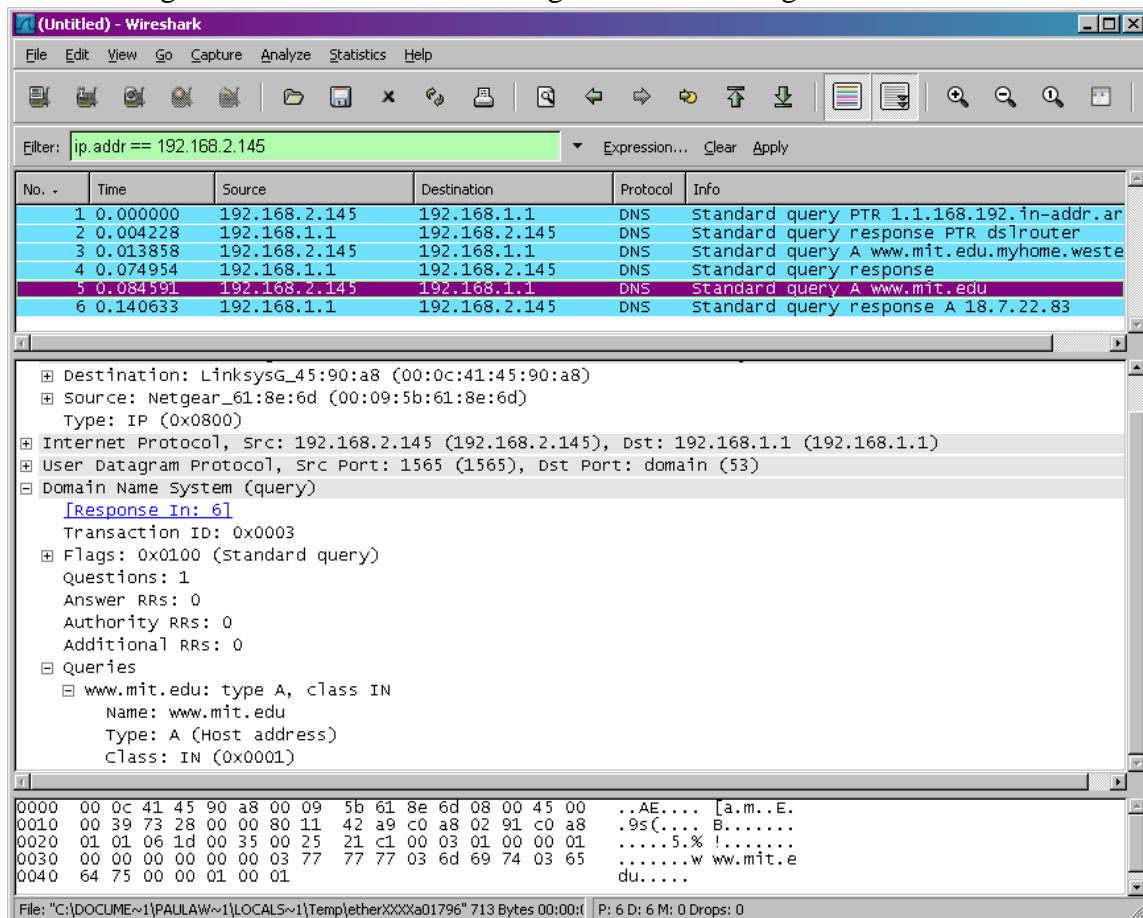 (Untitled) - Wireshark
File Edit View Go Capture Analyze Statistics Help
Filter: ip.addr == 192.168.2.145 Expression... Clear Apply
No. Time Source Destination Protocol Info
1 0.000000 192.168.2.145 192.168.1.1 DNS Standard query PTR 1.1.168.192.in-addr.ar
2 0.004228 192.168.1.1 192.168.2.145 DNS Standard query response PTR dslrouter
3 0.013858 192.168.2.145 192.168.1.1 DNS Standard query A www.mit.edu.myhome.weste
4 0.074954 192.168.1.1 192.168.2.145 DNS Standard query response
5 0.084591 192.168.2.145 192.168.1.1 DNS Standard query A www.mit.edu
6 0.140633 192.168.1.1 192.168.2.145 DNS Standard query response A 18.7.22.83
Destination: LinksysG_45:90:a8 (00:0c:41:45:90:a8)
Source: Netgear_61:8e:6d (00:09:5b:61:8e:6d)
Type: IP (0x0800)
Internet Protocol, Src: 192.168.2.145 (192.168.2.145), Dst: 192.168.1.1 (192.168.1.1)
User Datagram Protocol, Src Port: 1565 (1565), Dst Port: domain (53)
Domain Name System (query)
[Response In: 6]
Transaction ID: 0x0003
Flags: 0x0100 (Standard query)
Questions: 1
Answer RRs: 0
Authority RRs: 0
Additional RRs: 0
Queries
www.mit.edu: type A, class IN
Name: www.mit.edu
Type: A (Host address)
Class: IN (0x0001)
0000 00 0c 41 45 90 a8 00 09 5b 61 8e 6d 08 00 45 00 ..AE.... [a.m..E.
0010 00 39 73 28 00 00 80 11 42 a9 c0 a8 02 91 c0 a8 .9s(.... B.......
0020 01 01 06 1d 00 35 00 25 21 c1 00 03 01 00 00 01 .....5.% !.......
0030 00 00 00 00 00 00 03 77 77 77 03 6d 69 74 03 65 .......w ww.mit.e
0040 64 75 00 00 01 00 01 du.....
File: "C:\DOCUME~1\PAULAW~1\LOCALS~1\Temp\etherXXXXa01796" 713 Bytes 00:00:( P: 6 D: 6 M: 0 Drops: 0